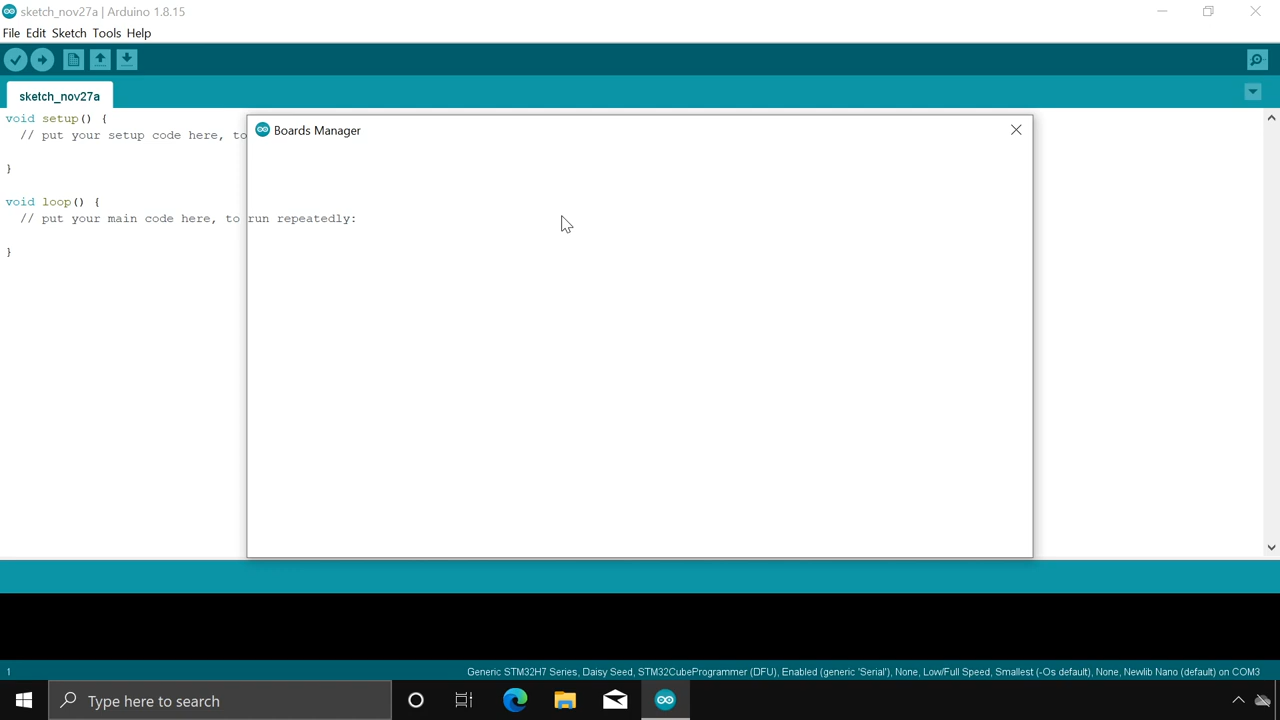 sketch_nov27a | Arduino 1.8.15
File Edit Sketch Tools Help
sketch_nov27a
void setup() {
// put your setup code here, to
}
void loop() {
// put your main code here, to run repeatedly:
}
Boards Manager
1
Generic STM32H7 Series, Daisy Seed, STM32CubeProgrammer (DFU), Enabled (generic 'Serial'), None, Low/Full Speed, Smallest (-Os default), None, Newlib Nano (default) on COM3
Type here to search